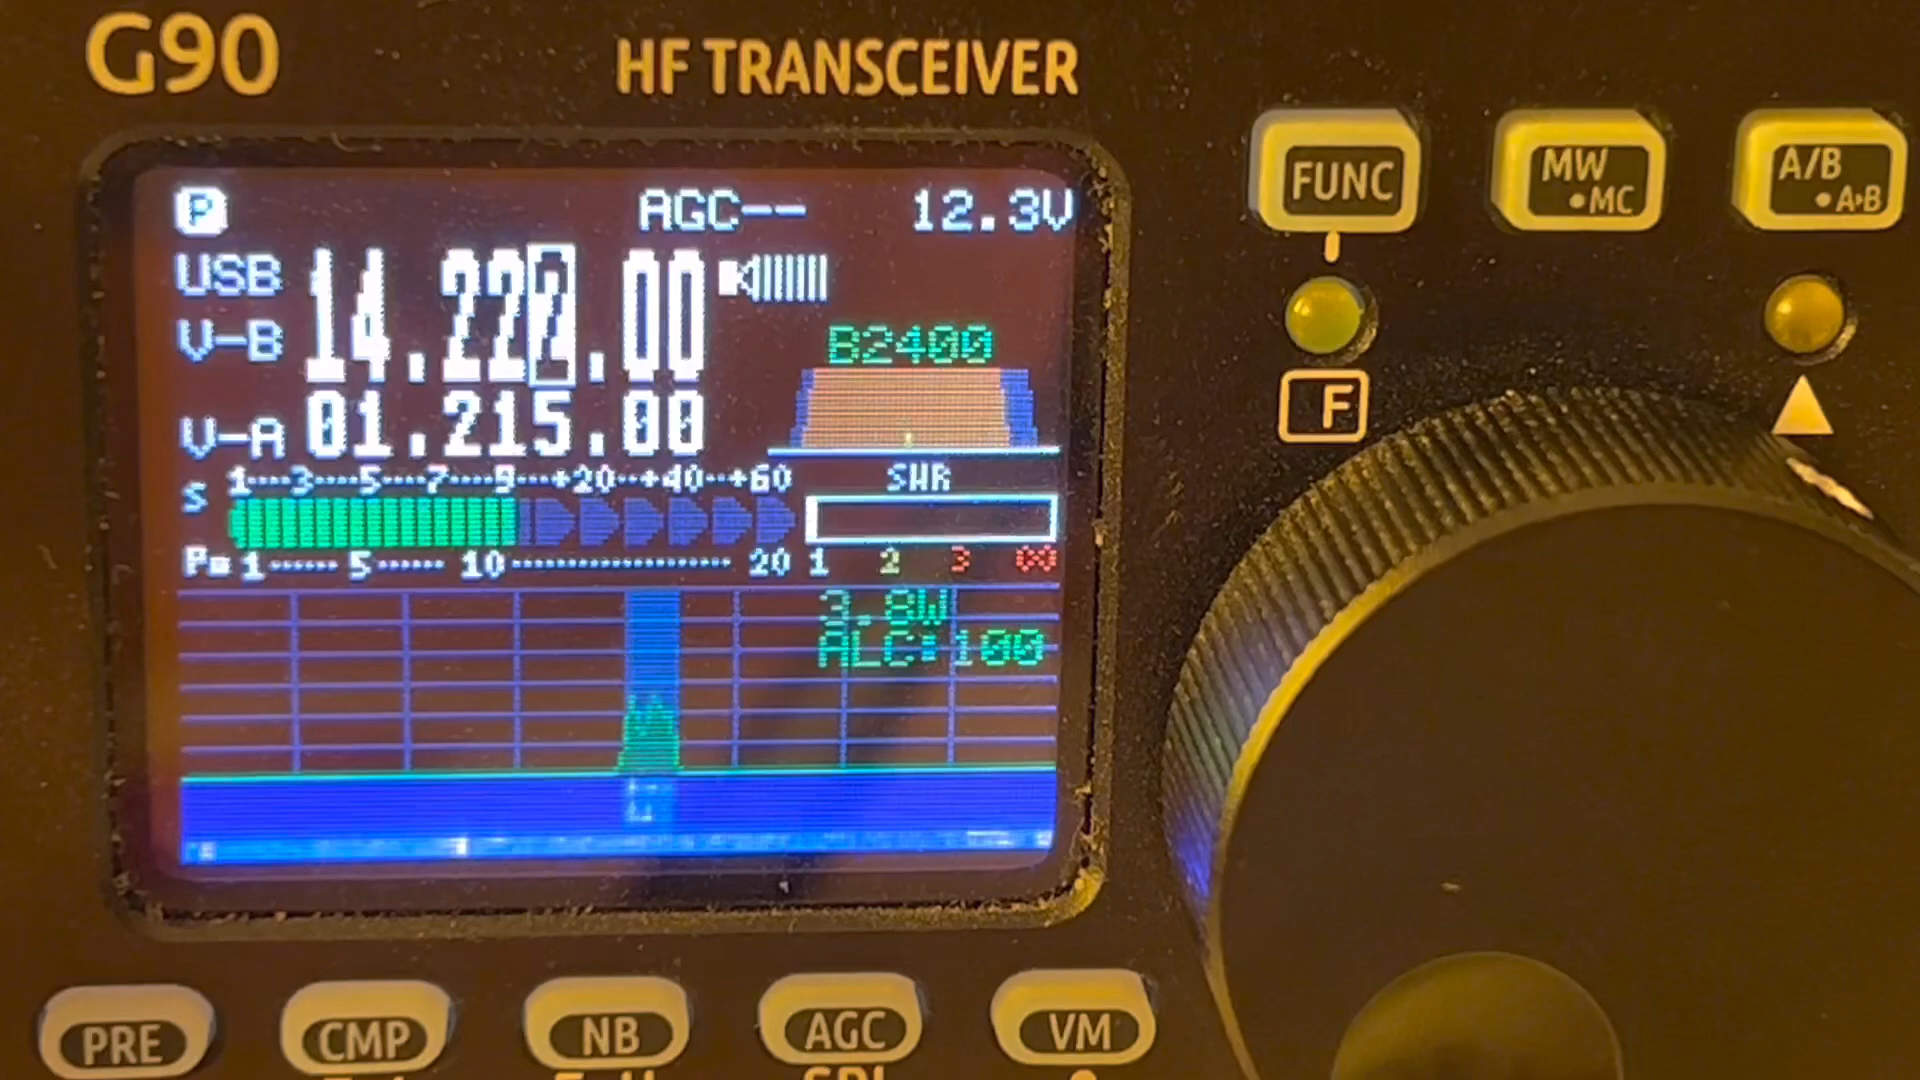 G90
HF TRANSCEIVER
P AGC-- 12.3V
USB 14.222.00
V-B
B2400
V-A 01.215.00
S 1 3 5 7 9 +20 +40 +60
SWR
Po 1 5 10 20
1 2 3 ∞
3.8W
ALC:100
FUNC
MW
•MC
A/B
•A▸B
F
PRE
CMP
NB
AGC
VM